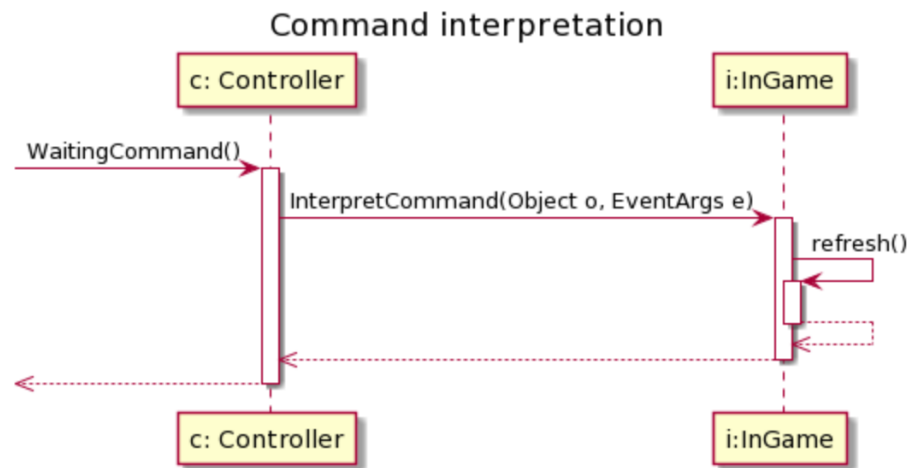 Command interpretation
c: Controller
i:InGame
WaitingCommand()
InterpretCommand(Object o, EventArgs e)
refresh()
c: Controller
i:InGame